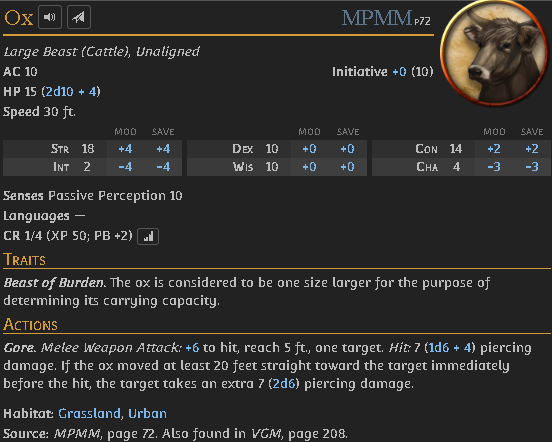 Ox MPMM P72
Large Beast (Cattle), Unaligned
AC 10 Initiative +0 (10)
HP 15 (2d10 + 4)
Speed 30 ft.
MOD SAVE MOD SAVE MOD SAVE
STR 18 +4 +4 DEX 10 +0 +0 CON 14 +2 +2
INT 2 −4 −4 WIS 10 +0 +0 CHA 4 −3 −3
Senses Passive Perception 10
Languages —
CR 1/4 (XP 50; PB +2)
TRAITS
Beast of Burden. The ox is considered to be one size larger for the purpose of
determining its carrying capacity.
ACTIONS
Gore. Melee Weapon Attack: +6 to hit, reach 5 ft., one target. Hit: 7 (1d6 + 4) piercing
damage. If the ox moved at least 20 feet straight toward the target immediately
before the hit, the target takes an extra 7 (2d6) piercing damage.
Habitat: Grassland, Urban
Source: MPMM, page 72. Also found in VGM, page 208.